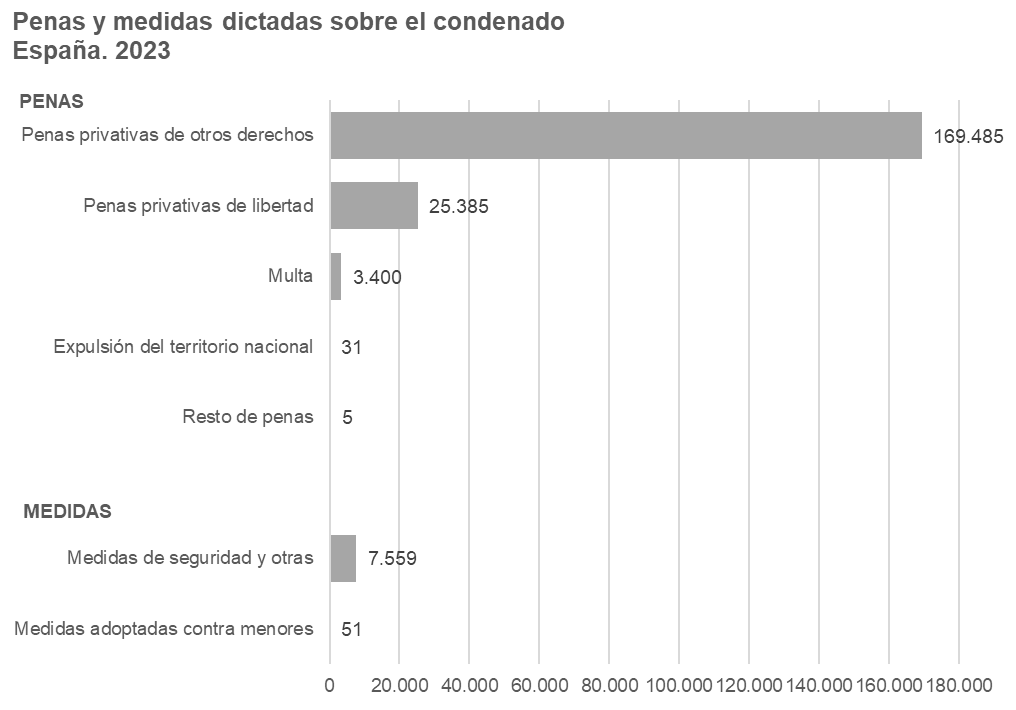 Penas y medidas dictadas sobre el condenado
España. 2023
PENAS
Penas privativas de otros derechos 169.485
Penas privativas de libertad 25.385
Multa 3.400
Expulsión del territorio nacional 31
Resto de penas 5
MEDIDAS
Medidas de seguridad y otras 7.559
Medidas adoptadas contra menores 51
0 20.000 40.000 60.000 80.000 100.000 120.000 140.000 160.000 180.000